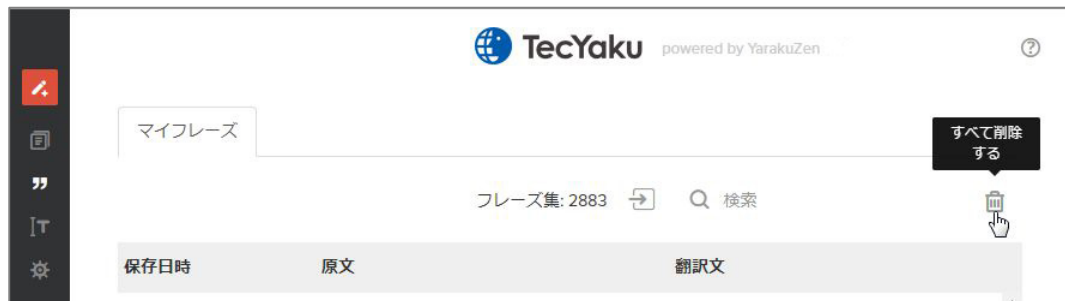 TecYaku powered by YarakuZen
マイフレーズ
すべて削除
する
フレーズ集: 2883 検索
保存日時 原文 翻訳文